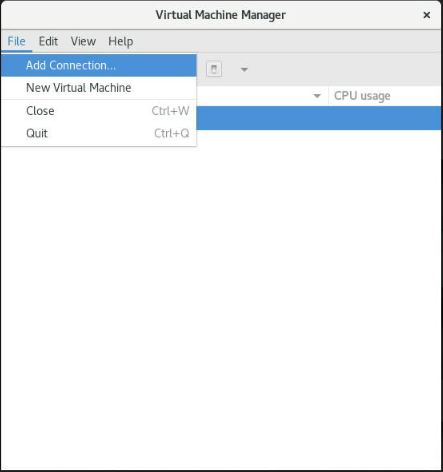 Virtual Machine Manager
File Edit View Help
Add Connection...
CPU usage
New Virtual Machine
Close Ctrl+W
Quit Ctrl+Q